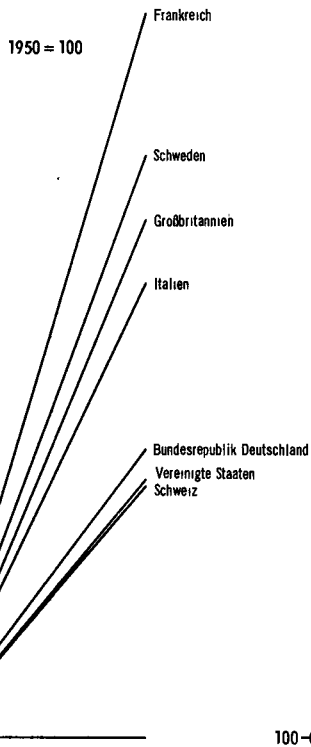 Frankreich
1950 = 100
Schweden
Großbritannien
Italien
Bundesrepublik Deutschland
Vereinigte Staaten
Schweiz
100